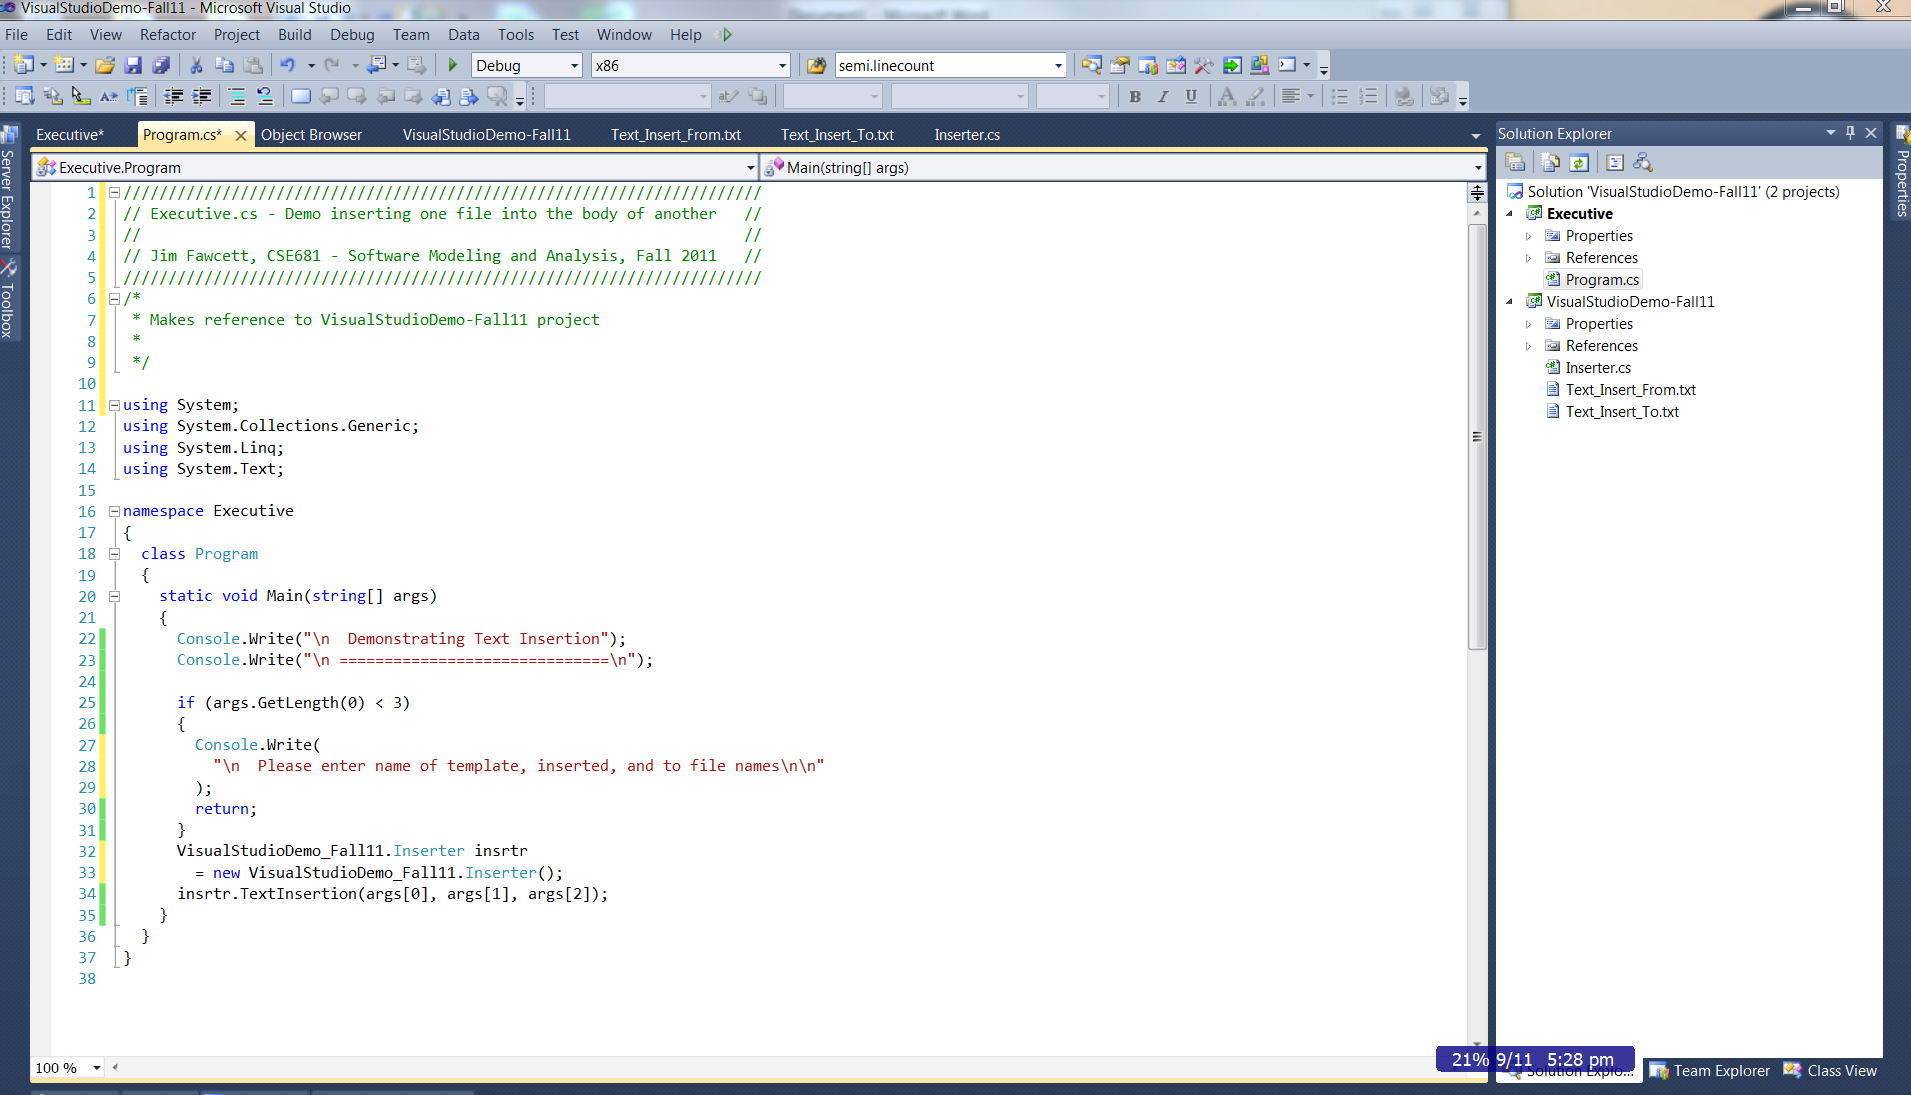 VisualStudioDemo-Fall11 - Microsoft Visual Studio
File Edit View Refactor Project Build Debug Team Data Tools Test Window Help
Debug x86 semi.linecount
Executive* Program.cs* Object Browser VisualStudioDemo-Fall11 Text_Insert_From.txt Text_Insert_To.txt Inserter.cs
Executive.Program Main(string[] args)
1 //////////////////////////////////////////////////////////////////////
2 // Executive.cs - Demo inserting one file into the body of another   //
3 //                                                                   //
4 // Jim Fawcett, CSE681 - Software Modeling and Analysis, Fall 2011   //
5 //////////////////////////////////////////////////////////////////////
6 /*
7  * Makes reference to VisualStudioDemo-Fall11 project
8  *
9  */
10
11 using System;
12 using System.Collections.Generic;
13 using System.Linq;
14 using System.Text;
15
16 namespace Executive
17 {
18   class Program
19   {
20     static void Main(string[] args)
21     {
22       Console.Write("\n  Demonstrating Text Insertion");
23       Console.Write("\n ==============================\n");
24
25       if (args.GetLength(0) < 3)
26       {
27         Console.Write(
28           "\n  Please enter name of template, inserted, and to file names\n\n"
29         );
30         return;
31       }
32       VisualStudioDemo_Fall11.Inserter insrtr
33         = new VisualStudioDemo_Fall11.Inserter();
34       insrtr.TextInsertion(args[0], args[1], args[2]);
35     }
36   }
37 }
38
100 %
Server Explorer
Toolbox
Solution Explorer
Solution 'VisualStudioDemo-Fall11' (2 projects)
Executive
Properties
References
Program.cs
VisualStudioDemo-Fall11
Properties
References
Inserter.cs
Text_Insert_From.txt
Text_Insert_To.txt
Properties
21% 9/11 5:28 pm
Solution Explo... Team Explorer Class View